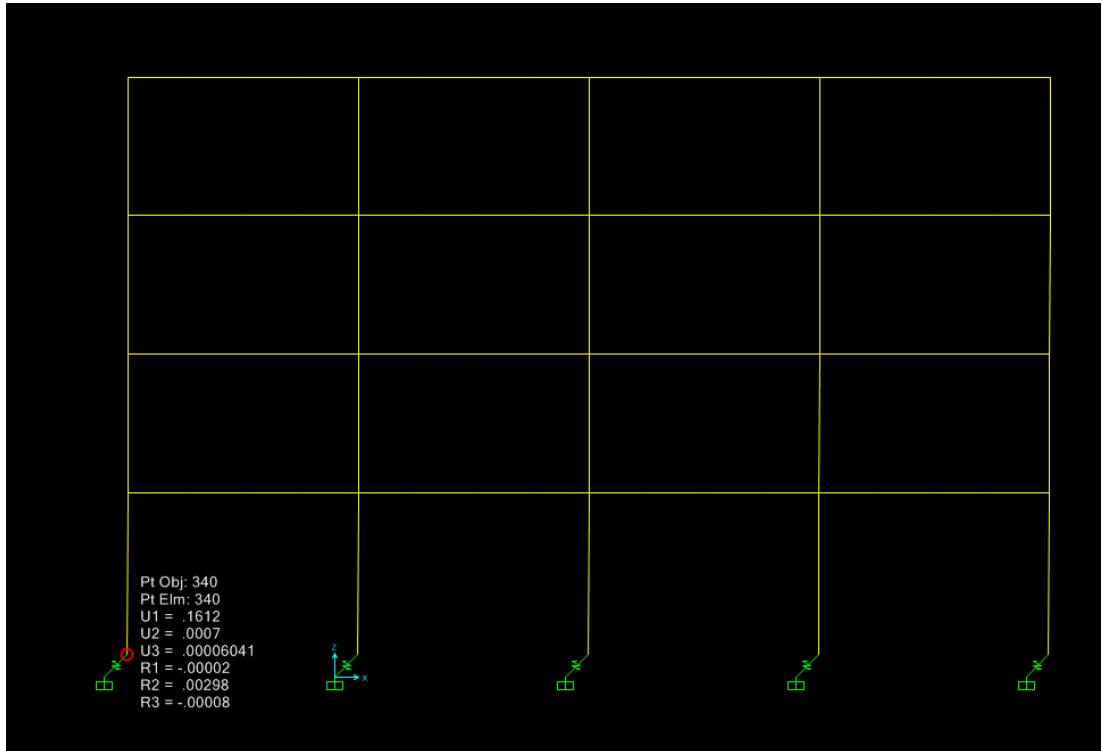 Pt Obj: 340
Pt Elm: 340
U1 = .1612
U2 = .0007
U3 = .00006041
R1 = -.00002
R2 = .00298
R3 = -.00008
Z
X